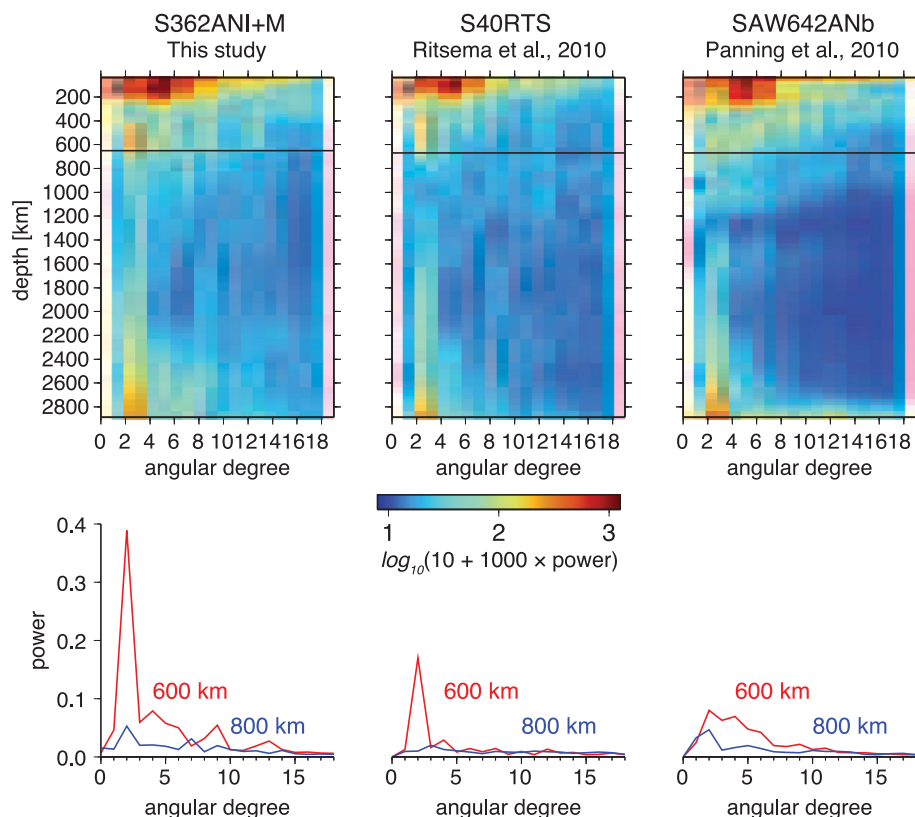 S362ANI+M S40RTS SAW642ANb
This study Ritsema et al., 2010 Panning et al., 2010
depth [km]
200
400
600
800
1000
1200
1400
1600
1800
2000
2200
2400
2600
2800
0 2 4 6 8 10 12 14 16 18 0 2 4 6 8 10 12 14 16 18 0 2 4 6 8 10 12 14 16 18
angular degree angular degree angular degree
1 2 3
log10(10 + 1000 × power)
power
0.4
0.3
0.2
0.1
0.0
600 km 600 km 600 km
800 km 800 km 800 km
0 5 10 15 0 5 10 15 0 5 10 15
angular degree angular degree angular degree